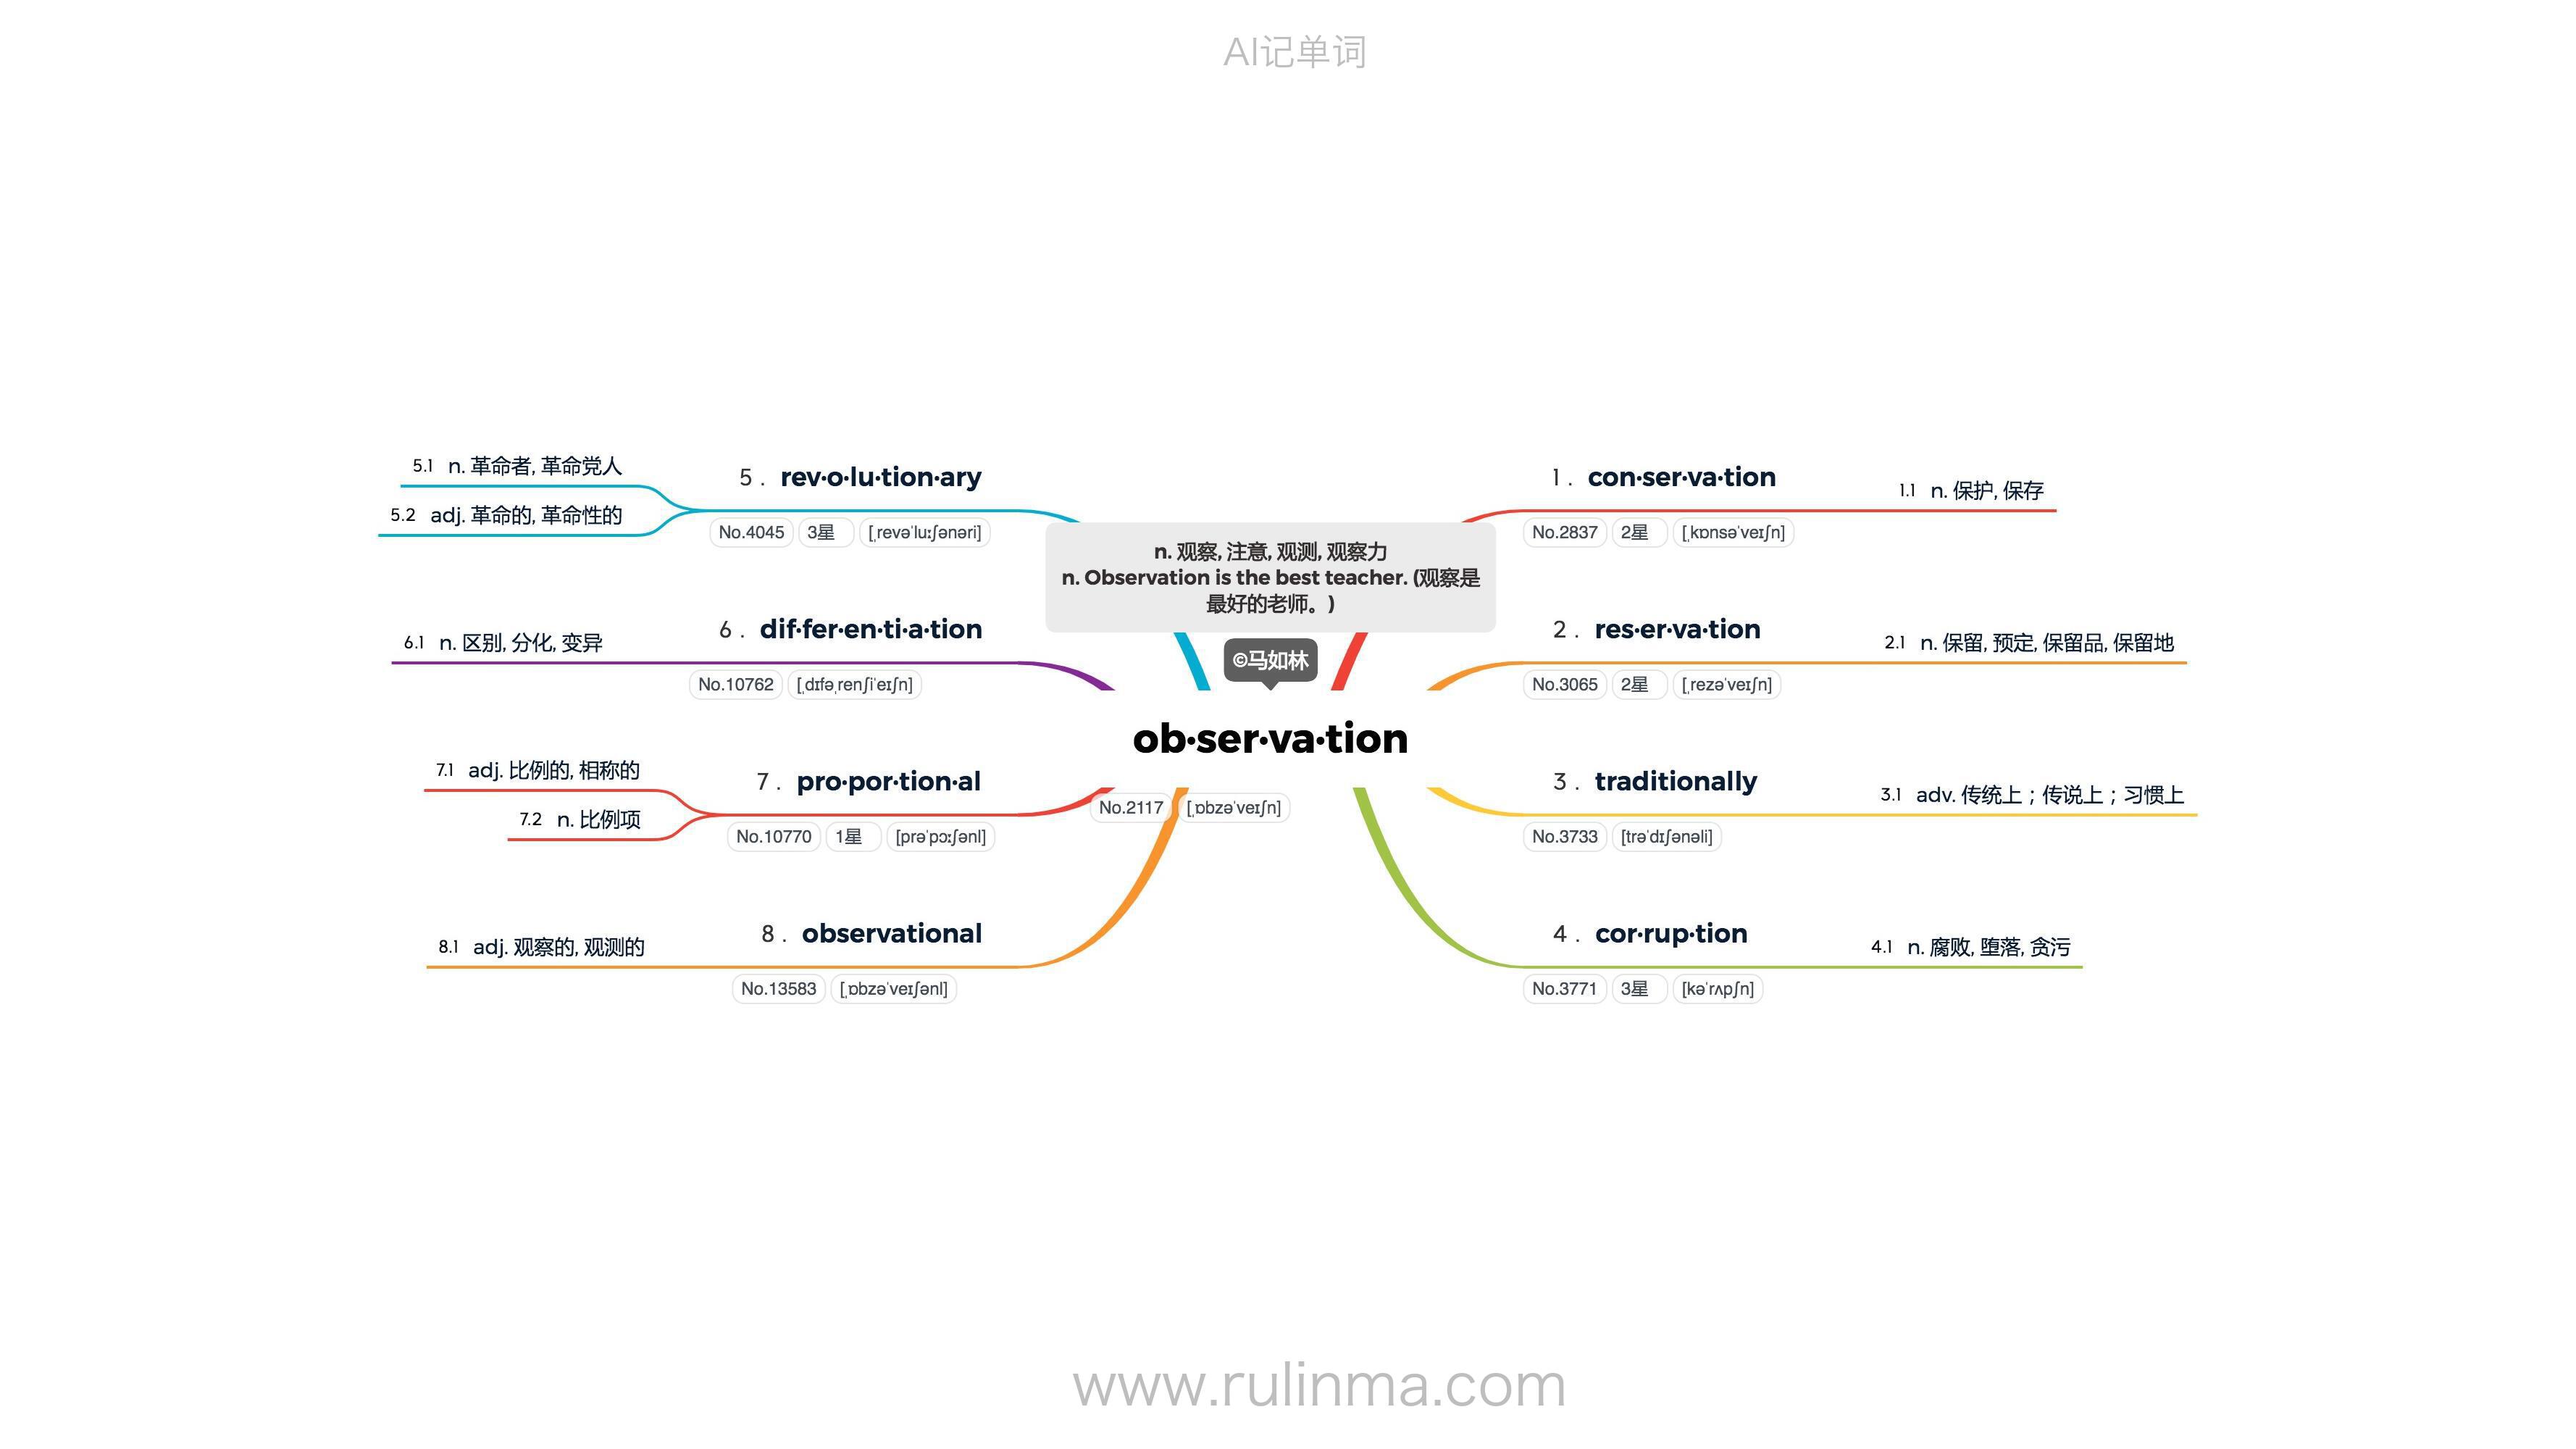 AI记单词
n. 观察, 注意, 观测, 观察力
n. Observation is the best teacher. (观察是
最好的老师。)
©马如林
ob·ser·va·tion
No.2117 [ˌɒbzəˈveɪʃn]
1 . con·ser·va·tion
No.2837 2星 [ˌkɒnsəˈveɪʃn]
1.1 n. 保护, 保存
2 . res·er·va·tion
No.3065 2星 [ˌrezəˈveɪʃn]
2.1 n. 保留, 预定, 保留品, 保留地
3 . traditionally
No.3733 [trəˈdɪʃənəli]
3.1 adv. 传统上；传说上；习惯上
4 . cor·rup·tion
No.3771 3星 [kəˈrʌpʃn]
4.1 n. 腐败, 堕落, 贪污
5 . rev·o·lu·tion·ary
No.4045 3星 [ˌrevəˈluːʃənəri]
5.1 n. 革命者, 革命党人
5.2 adj. 革命的, 革命性的
6 . dif·fer·en·ti·a·tion
No.10762 [ˌdɪfəˌrenʃiˈeɪʃn]
6.1 n. 区别, 分化, 变异
7 . pro·por·tion·al
No.10770 1星 [prəˈpɔːʃənl]
7.1 adj. 比例的, 相称的
7.2 n. 比例项
8 . observational
No.13583 [ˌɒbzəˈveɪʃənl]
8.1 adj. 观察的, 观测的
www.rulinma.com